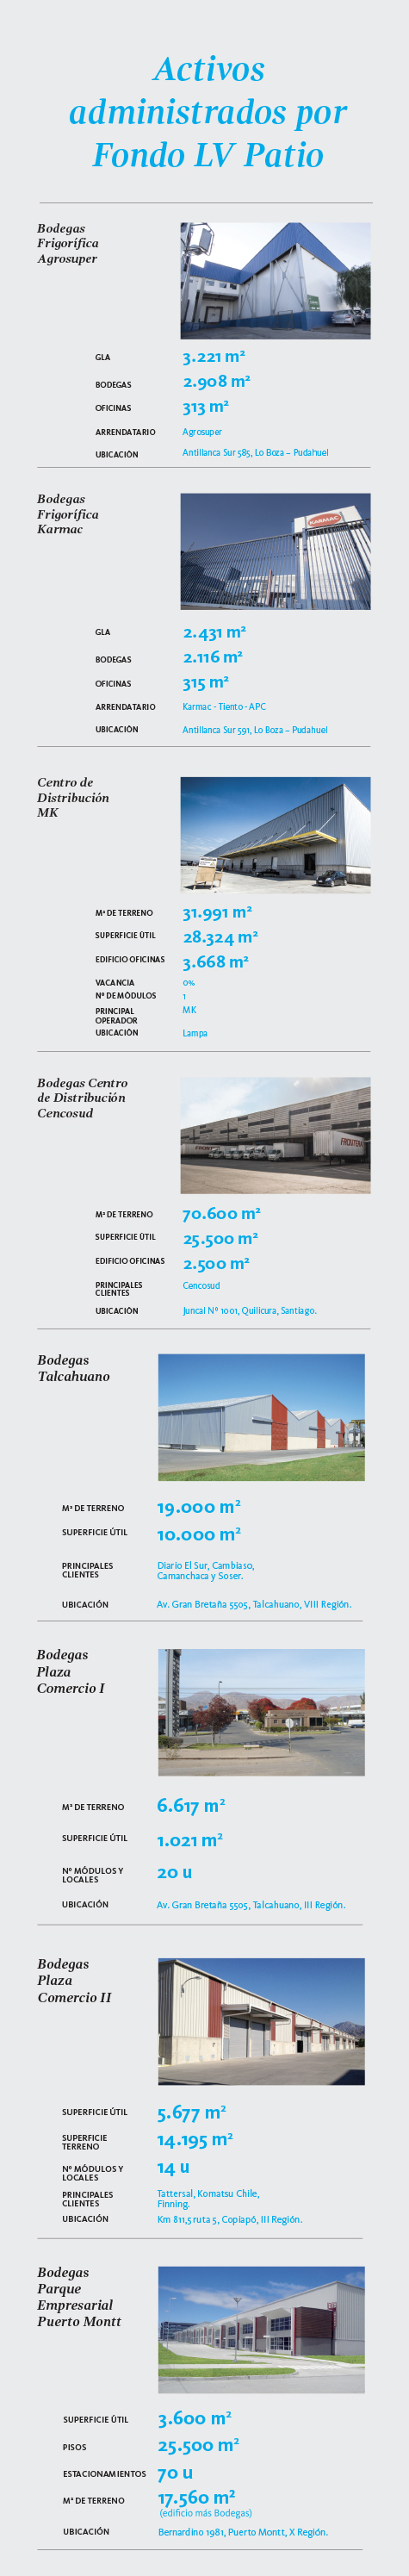 Activos
administrados por
Fondo LV Patio
Bodegas
Frigorífica
Agrosuper
GLA 3.221 m²
BODEGAS 2.908 m²
OFICINAS 313 m²
ARRENDATARIO Agrosuper
UBICACIÓN Antillanca Sur 585, Lo Boza – Pudahuel
Bodegas
Frigorífica
Karmac
KARMAC
GLA 2.431 m²
BODEGAS 2.116 m²
OFICINAS 315 m²
ARRENDATARIO Karmac - Tiento - APC
UBICACIÓN Antillanca Sur 591, Lo Boza – Pudahuel
Centro de
Distribución
MK
M² DE TERRENO 31.991 m²
SUPERFICIE ÚTIL 28.324 m²
EDIFICIO OFICINAS 3.668 m²
VACANCIA 0%
Nº DE MÓDULOS 1
PRINCIPAL
OPERADOR MK
UBICACIÓN Lampa
Bodegas Centro
de Distribución
Cencosud
M² DE TERRENO 70.600 m²
SUPERFICIE ÚTIL 25.500 m²
EDIFICIO OFICINAS 2.500 m²
PRINCIPALES
CLIENTES Cencosud
UBICACIÓN Juncal Nº 1001, Quilicura, Santiago.
Bodegas
Talcahuano
M² DE TERRENO 19.000 m²
SUPERFICIE ÚTIL 10.000 m²
PRINCIPALES
CLIENTES
Diario El Sur, Cambiaso,
Camanchaca y Soser.
UBICACIÓN Av. Gran Bretaña 5505, Talcahuano, VIII Región.
Bodegas
Plaza
Comercio I
M² DE TERRENO 6.617 m²
SUPERFICIE ÚTIL 1.021 m²
Nº MÓDULOS Y
LOCALES 20 u
UBICACIÓN Av. Gran Bretaña 5505, Talcahuano, III Región.
Bodegas
Plaza
Comercio II
SUPERFICIE ÚTIL 5.677 m²
SUPERFICIE
TERRENO 14.195 m²
Nº MÓDULOS Y
LOCALES 14 u
PRINCIPALES
CLIENTES
Tattersal, Komatsu Chile,
Finning.
UBICACIÓN Km 811,5 ruta 5, Copiapó, III Región.
Bodegas
Parque
Empresarial
Puerto Montt
SUPERFICIE ÚTIL 3.600 m²
PISOS 25.500 m²
ESTACIONAMIENTOS 70 u
M² DE TERRENO 17.560 m²
(edificio más Bodegas)
UBICACIÓN Bernardino 1981, Puerto Montt, X Región.